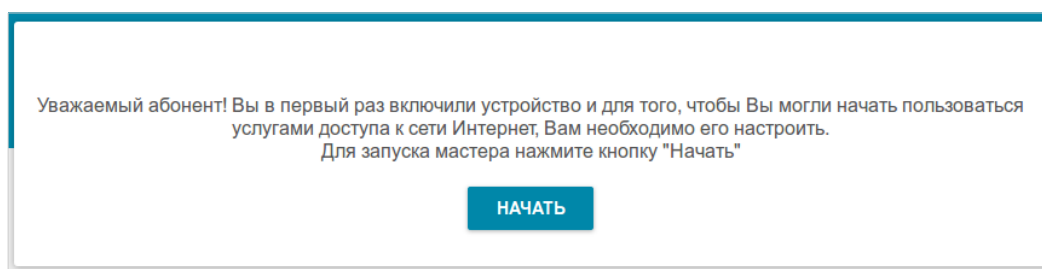 Уважаемый абонент! Вы в первый раз включили устройство и для того, чтобы Вы могли начать пользоваться
услугами доступа к сети Интернет, Вам необходимо его настроить.
Для запуска мастера нажмите кнопку "Начать"
НАЧАТЬ